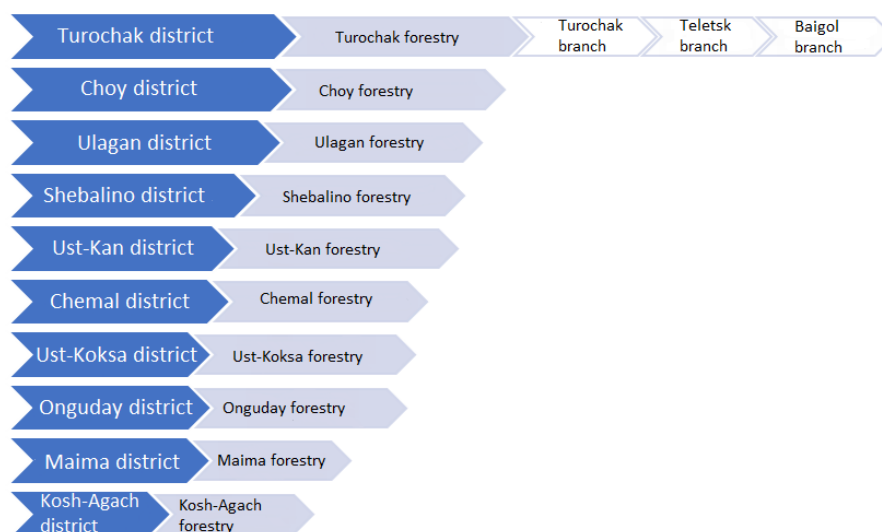 Turochak district
Turochak forestry
Turochak
branch
Teletsk
branch
Baigol
branch
Choy district
Choy forestry
Ulagan district
Ulagan forestry
Shebalino district
Shebalino forestry
Ust-Kan district
Ust-Kan forestry
Chemal district
Chemal forestry
Ust-Koksa district
Ust-Koksa forestry
Onguday district
Onguday forestry
Maima district
Maima forestry
Kosh-Agach
district
Kosh-Agach
forestry